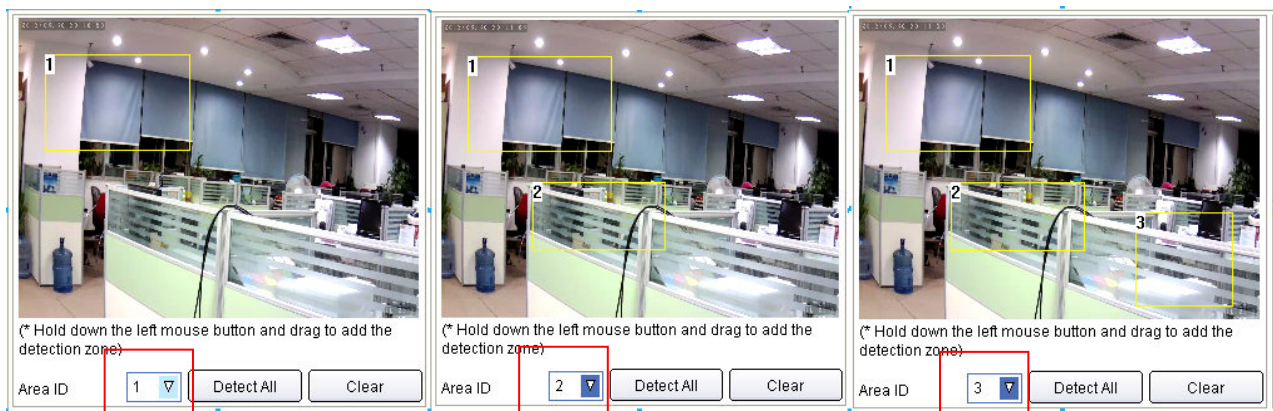 1
(* Hold down the left mouse button and drag to add the
detection zone)
Area ID 1 Detect All Clear
1
2
(* Hold down the left mouse button and drag to add the
detection zone)
Area ID 2 Detect All Clear
1
2
3
(* Hold down the left mouse button and drag to add the
detection zone)
Area ID 3 Detect All Clear